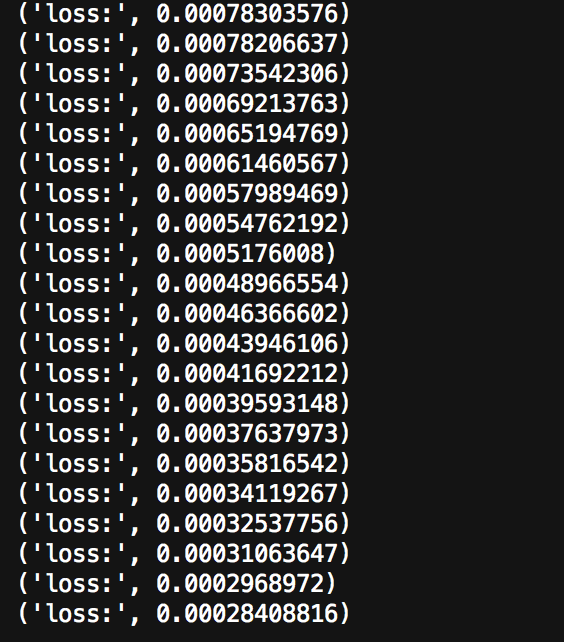 ('loss:', 0.00078303576)
('loss:', 0.00078206637)
('loss:', 0.00073542306)
('loss:', 0.00069213763)
('loss:', 0.00065194769)
('loss:', 0.00061460567)
('loss:', 0.00057989469)
('loss:', 0.00054762192)
('loss:', 0.0005176008)
('loss:', 0.00048966554)
('loss:', 0.00046366602)
('loss:', 0.00043946106)
('loss:', 0.00041692212)
('loss:', 0.00039593148)
('loss:', 0.00037637973)
('loss:', 0.00035816542)
('loss:', 0.00034119267)
('loss:', 0.00032537756)
('loss:', 0.00031063647)
('loss:', 0.0002968972)
('loss:', 0.00028408816)